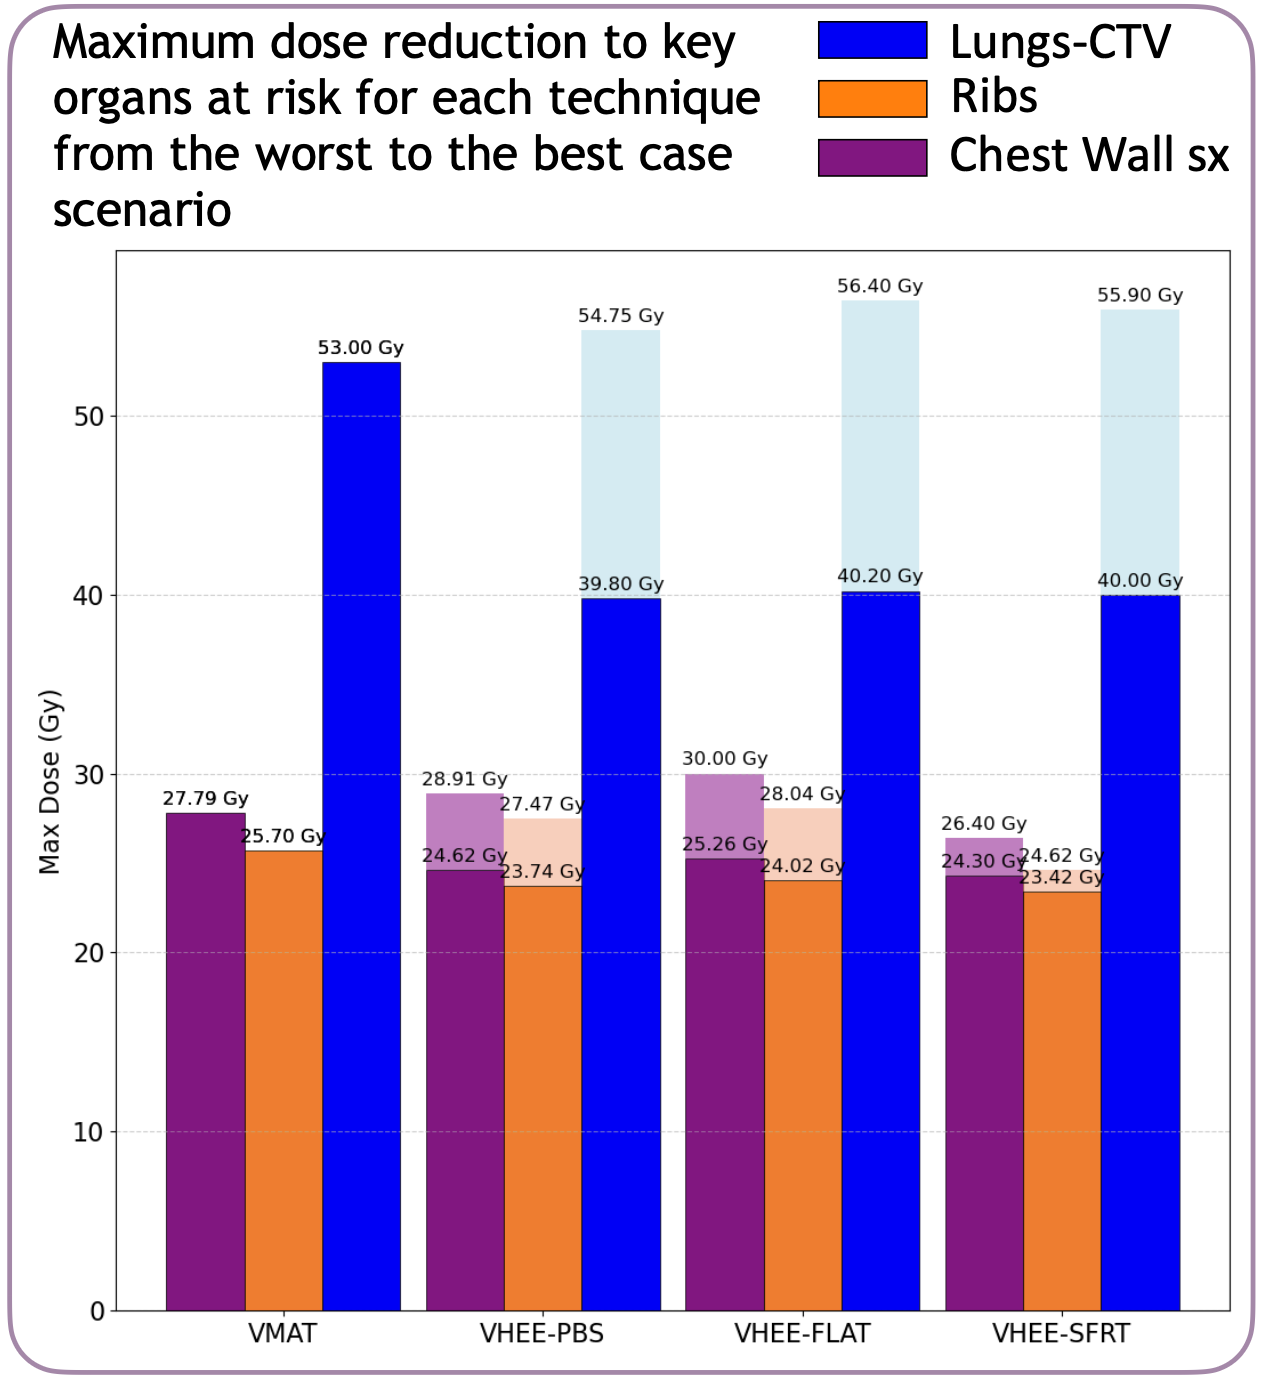 Maximum dose reduction to key
organs at risk for each technique
from the worst to the best case
scenario
Lungs-CTV
Ribs
Chest Wall sx
Max Dose (Gy)
50
40
30
20
10
0
27.79 Gy
25.70 Gy
53.00 Gy
28.91 Gy
24.62 Gy
27.47 Gy
23.74 Gy
54.75 Gy
39.80 Gy
30.00 Gy
25.26 Gy
28.04 Gy
24.02 Gy
56.40 Gy
40.20 Gy
26.40 Gy
24.30 Gy
24.62 Gy
23.42 Gy
55.90 Gy
40.00 Gy
VMAT
VHEE-PBS
VHEE-FLAT
VHEE-SFRT